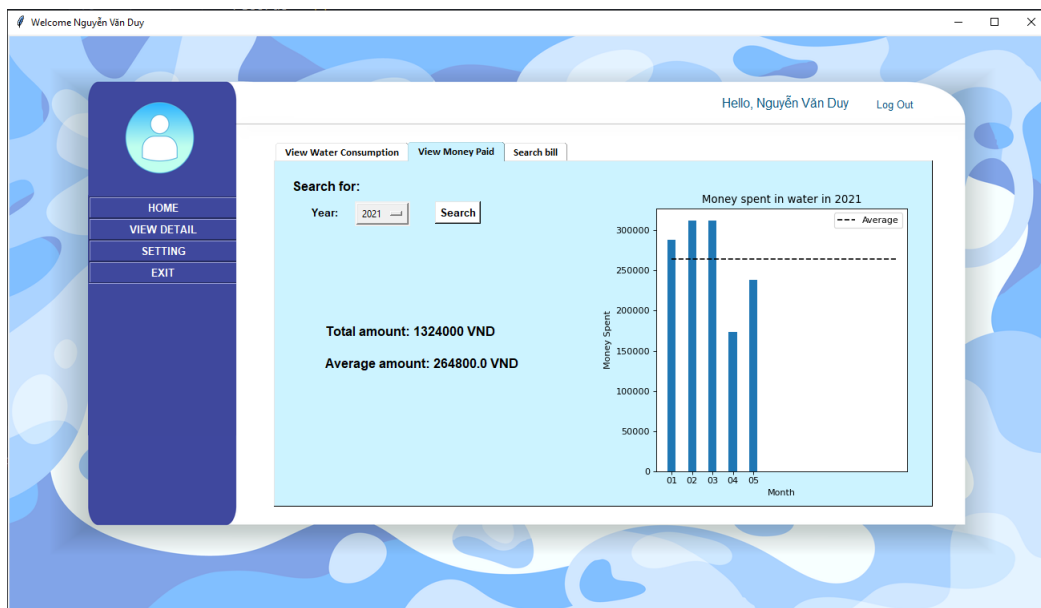 Welcome Nguyễn Văn Duy
Hello, Nguyễn Văn Duy
Log Out
HOME
VIEW DETAIL
SETTING
EXIT
View Water Consumption
View Money Paid
Search bill
Search for:
Year:
2021
Search
Total amount: 1324000 VND
Average amount: 264800.0 VND
Money spent in water in 2021
Average
Money Spent
300000
250000
200000
150000
100000
50000
0
01 02 03 04 05
Month